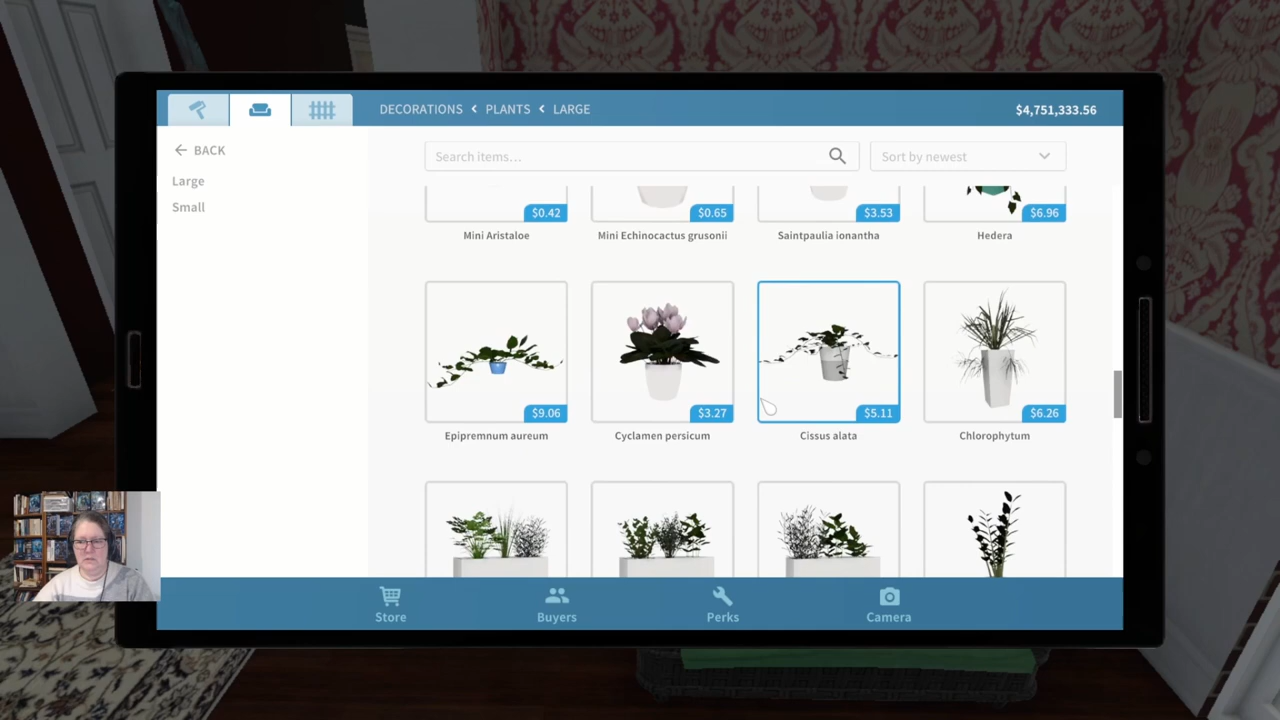 DECORATIONS < PLANTS < LARGE
$4,751,333.56
BACK
Search items...
Sort by newest
Large
Small
$0.42
$0.65
$3.53
$6.96
Mini Aristaloe
Mini Echinocactus grusonii
Saintpaulia ionantha
Hedera
$9.06
$3.27
$5.11
$6.26
Epipremnum aureum
Cyclamen persicum
Cissus alata
Chlorophytum
Store
Buyers
Perks
Camera